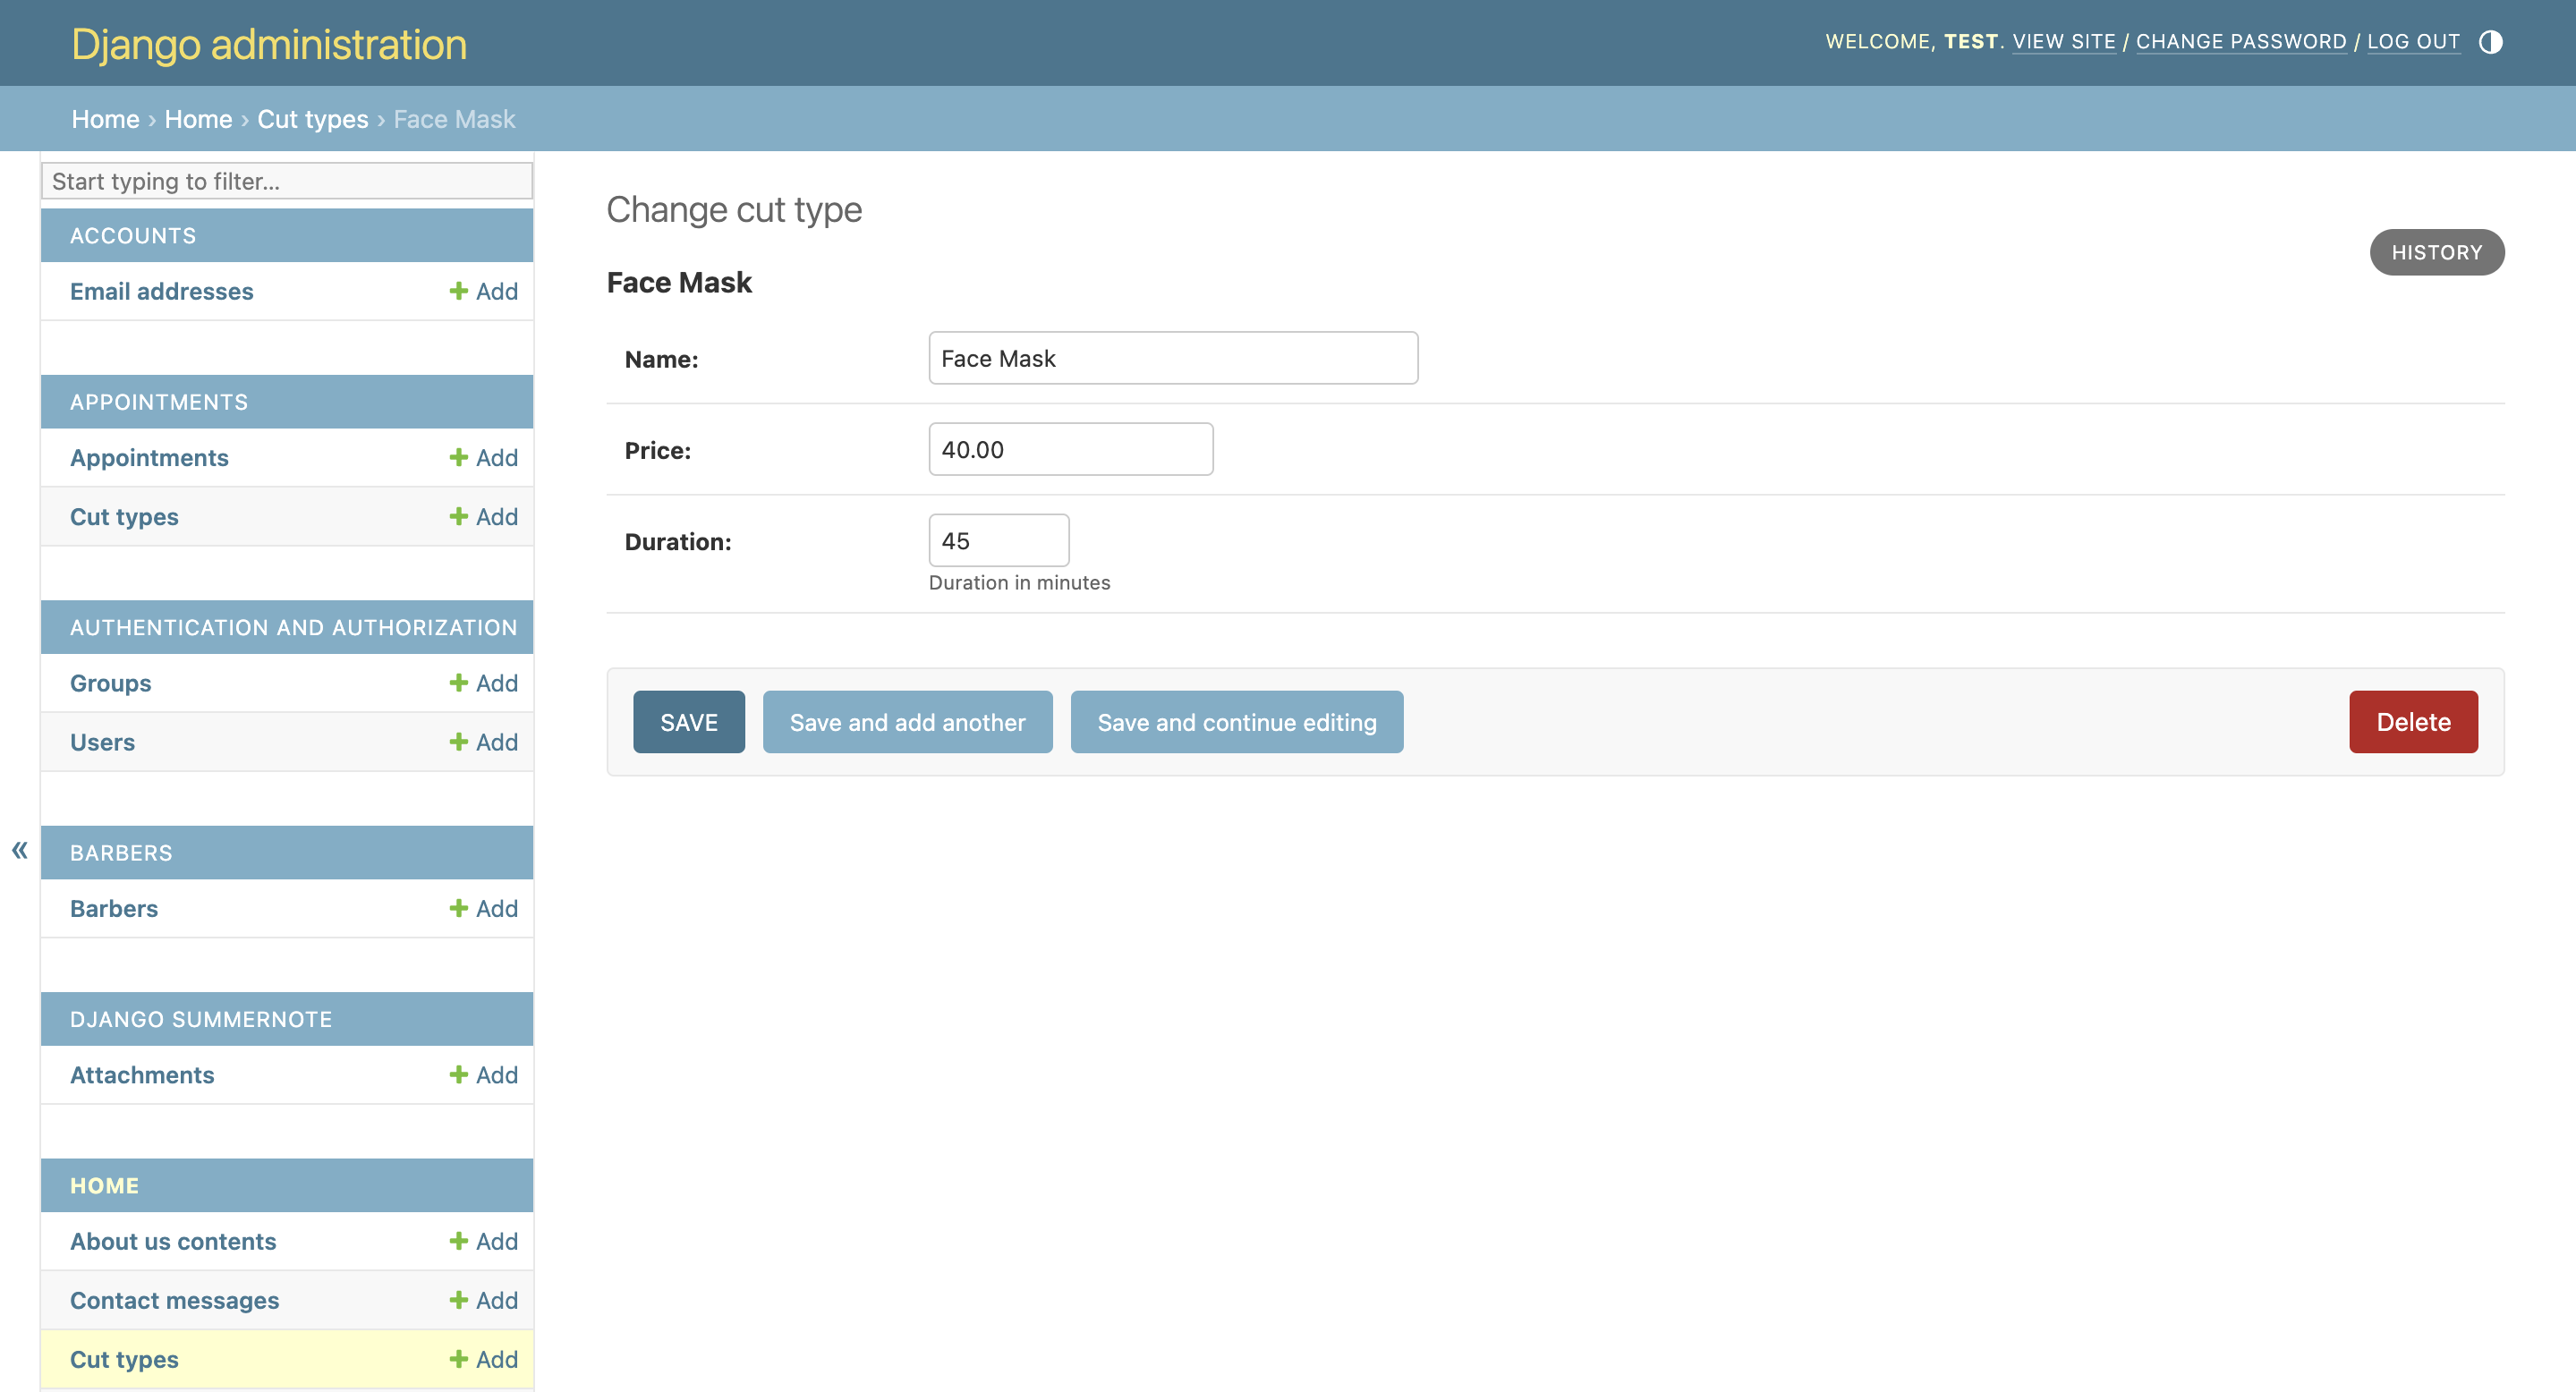 Django administration
WELCOME, TEST. VIEW SITE / CHANGE PASSWORD / LOG OUT
Home › Home › Cut types › Face Mask
Start typing to filter...
ACCOUNTS
Email addresses Add
APPOINTMENTS
Appointments Add
Cut types Add
AUTHENTICATION AND AUTHORIZATION
Groups Add
Users Add
«
BARBERS
Barbers Add
DJANGO SUMMERNOTE
Attachments Add
HOME
About us contents Add
Contact messages Add
Cut types Add
Change cut type
HISTORY
Face Mask
Name: Face Mask
Price: 40.00
Duration: 45
Duration in minutes
SAVE Save and add another Save and continue editing Delete